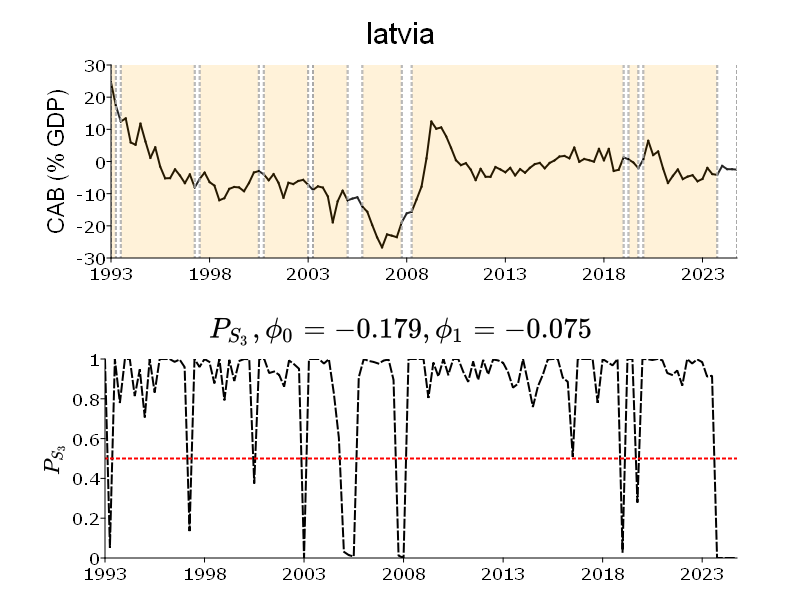 latvia
CAB (% GDP)
30
20
10
0
-10
-20
-30
1993 1998 2003 2008 2013 2018 2023
P_{S_3}, ϕ_0 = −0.179, ϕ_1 = −0.075
P_{S_3}
1
0.8
0.6
0.4
0.2
0
1993 1998 2003 2008 2013 2018 2023